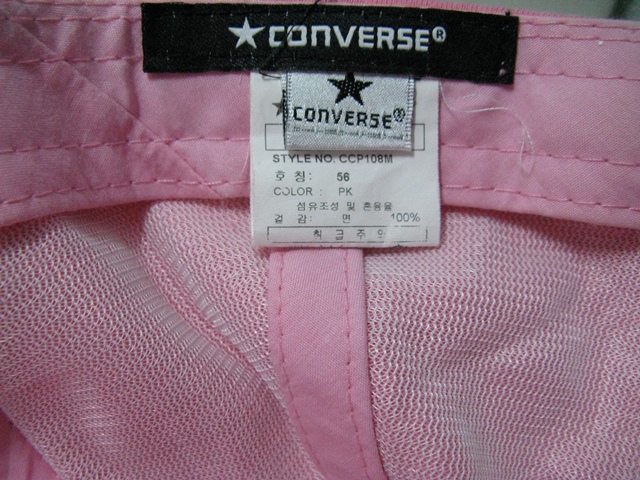 ★CONVERSE®
CONVERSE®
STYLE NO. CCP108M
호 칭: 56
COLOR : PK
섬유조성 및 혼용율
겉 감: 면 100%
취 급 주 의